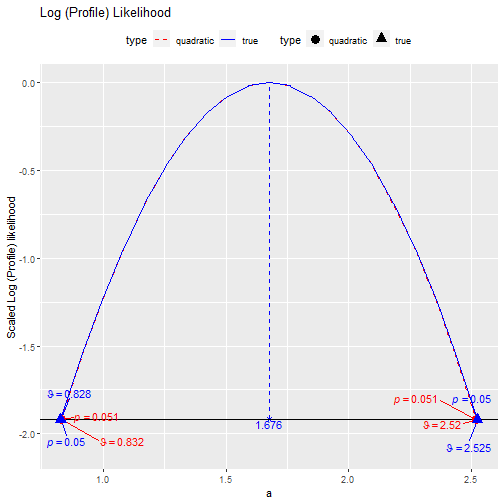 Log (Profile) Likelihood
type quadratic true type quadratic true
0.0
-0.5
-1.0
-1.5
-2.0
Scaled Log (Profile) likelihood
ϑ = 0.828
p = 0.051
p = 0.05
ϑ = 0.832
1.676
p = 0.051
p = 0.05
ϑ = 2.52
ϑ = 2.525
1.0 1.5 2.0 2.5
a